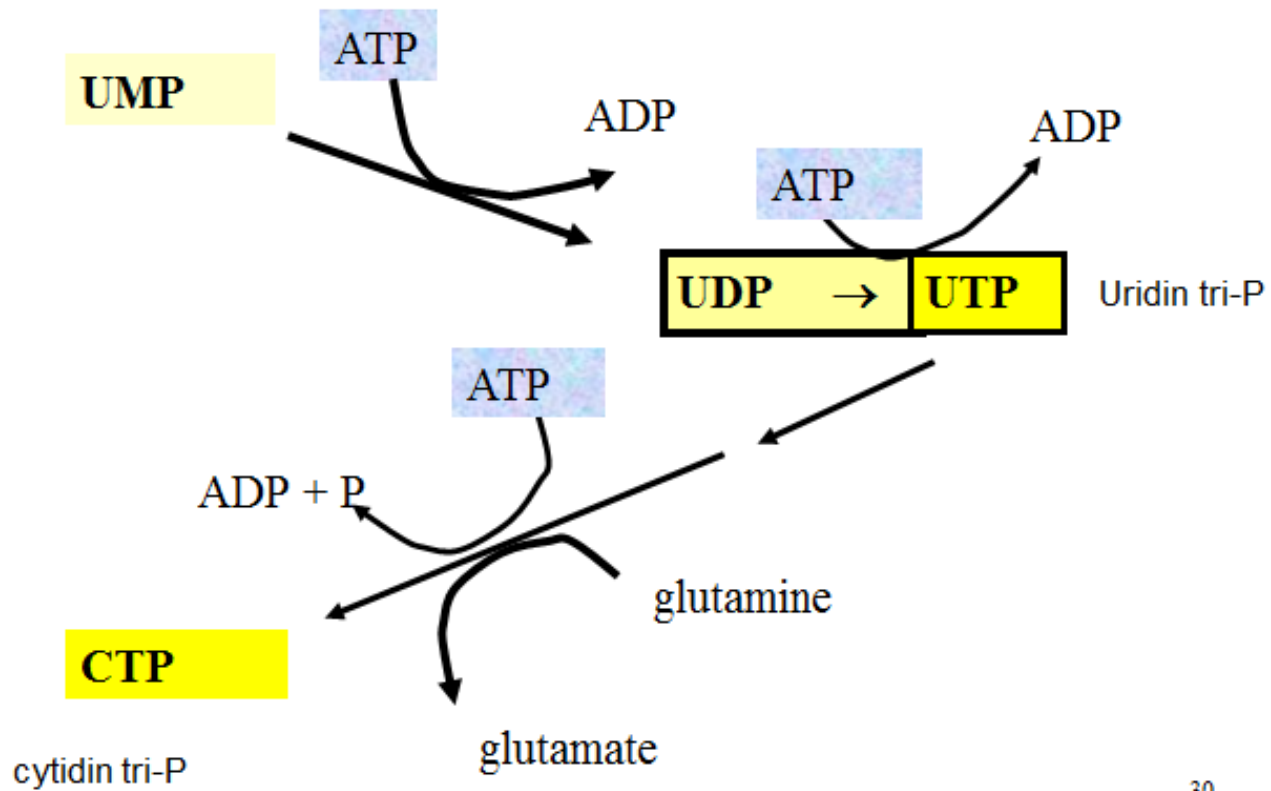 ATP
UMP
ADP
ADP
ATP
UDP → UTP
Uridin tri-P
ATP
ADP + P
glutamine
CTP
glutamate
cytidin tri-P